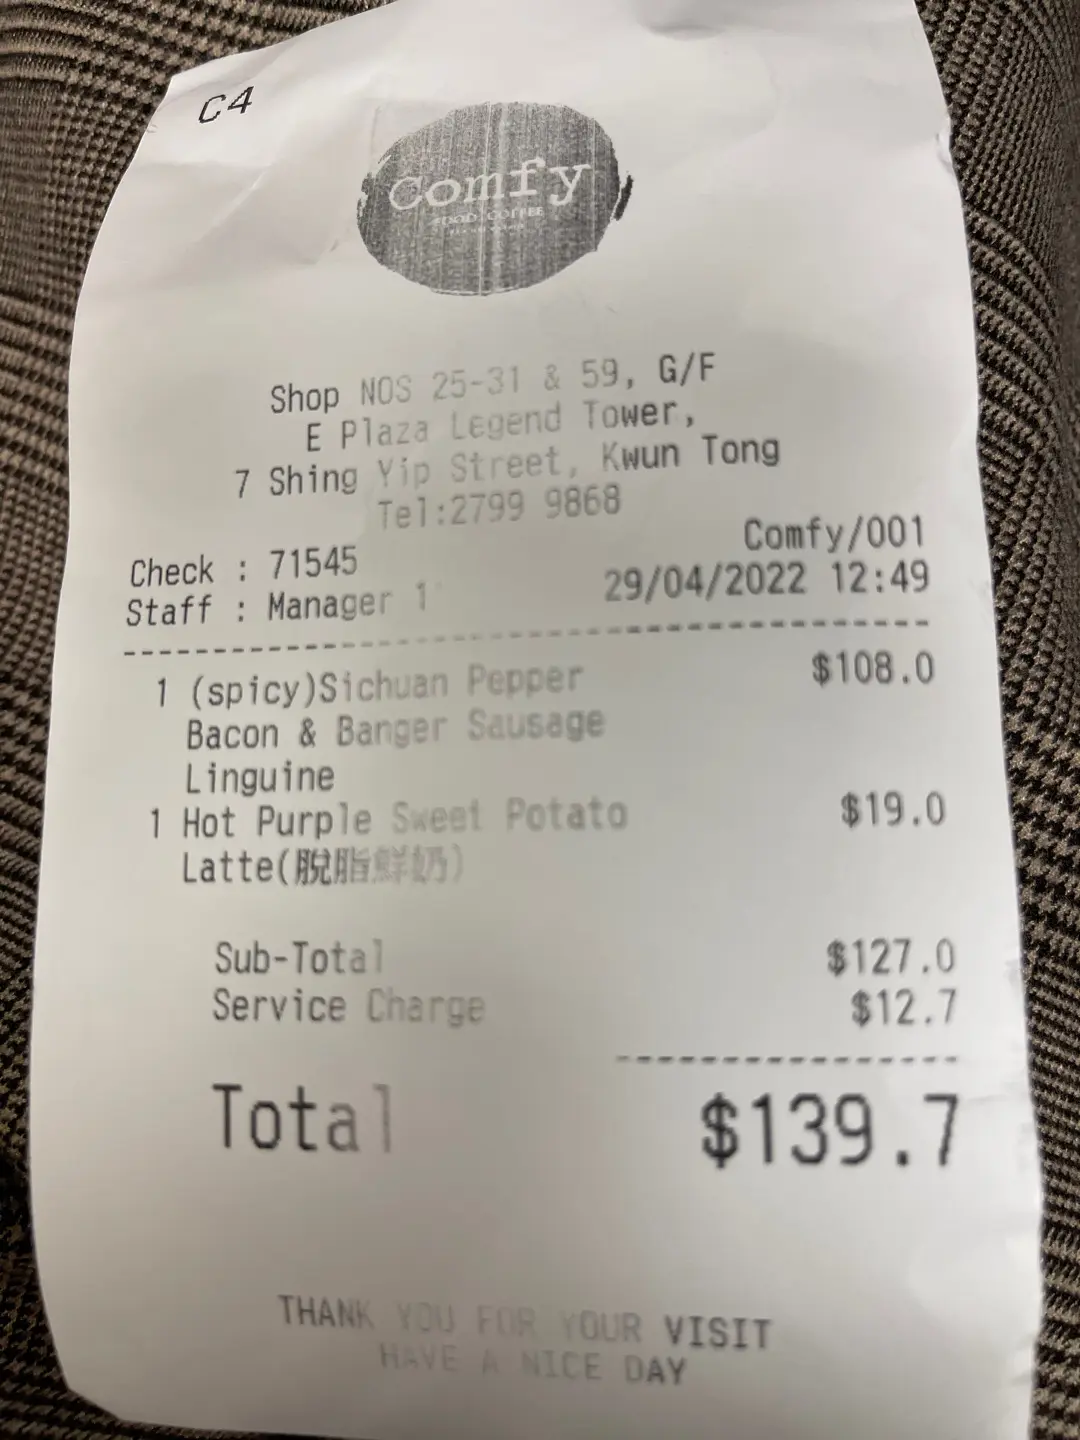 C4
Comfy
FOOD COFFEE
Shop NOS 25-31 & 59, G/F
E Plaza Legend Tower,
7 Shing Yip Street, Kwun Tong
Tel:2799 9868
Comfy/001
Check : 71545
29/04/2022 12:49
Staff : Manager 1
1 (spicy)Sichuan Pepper $108.0
Bacon & Banger Sausage
Linguine
1 Hot Purple Sweet Potato $19.0
Latte(脫脂鮮奶)
Sub-Total $127.0
Service Charge $12.7
Total $139.7
THANK YOU FOR YOUR VISIT
HAVE A NICE DAY